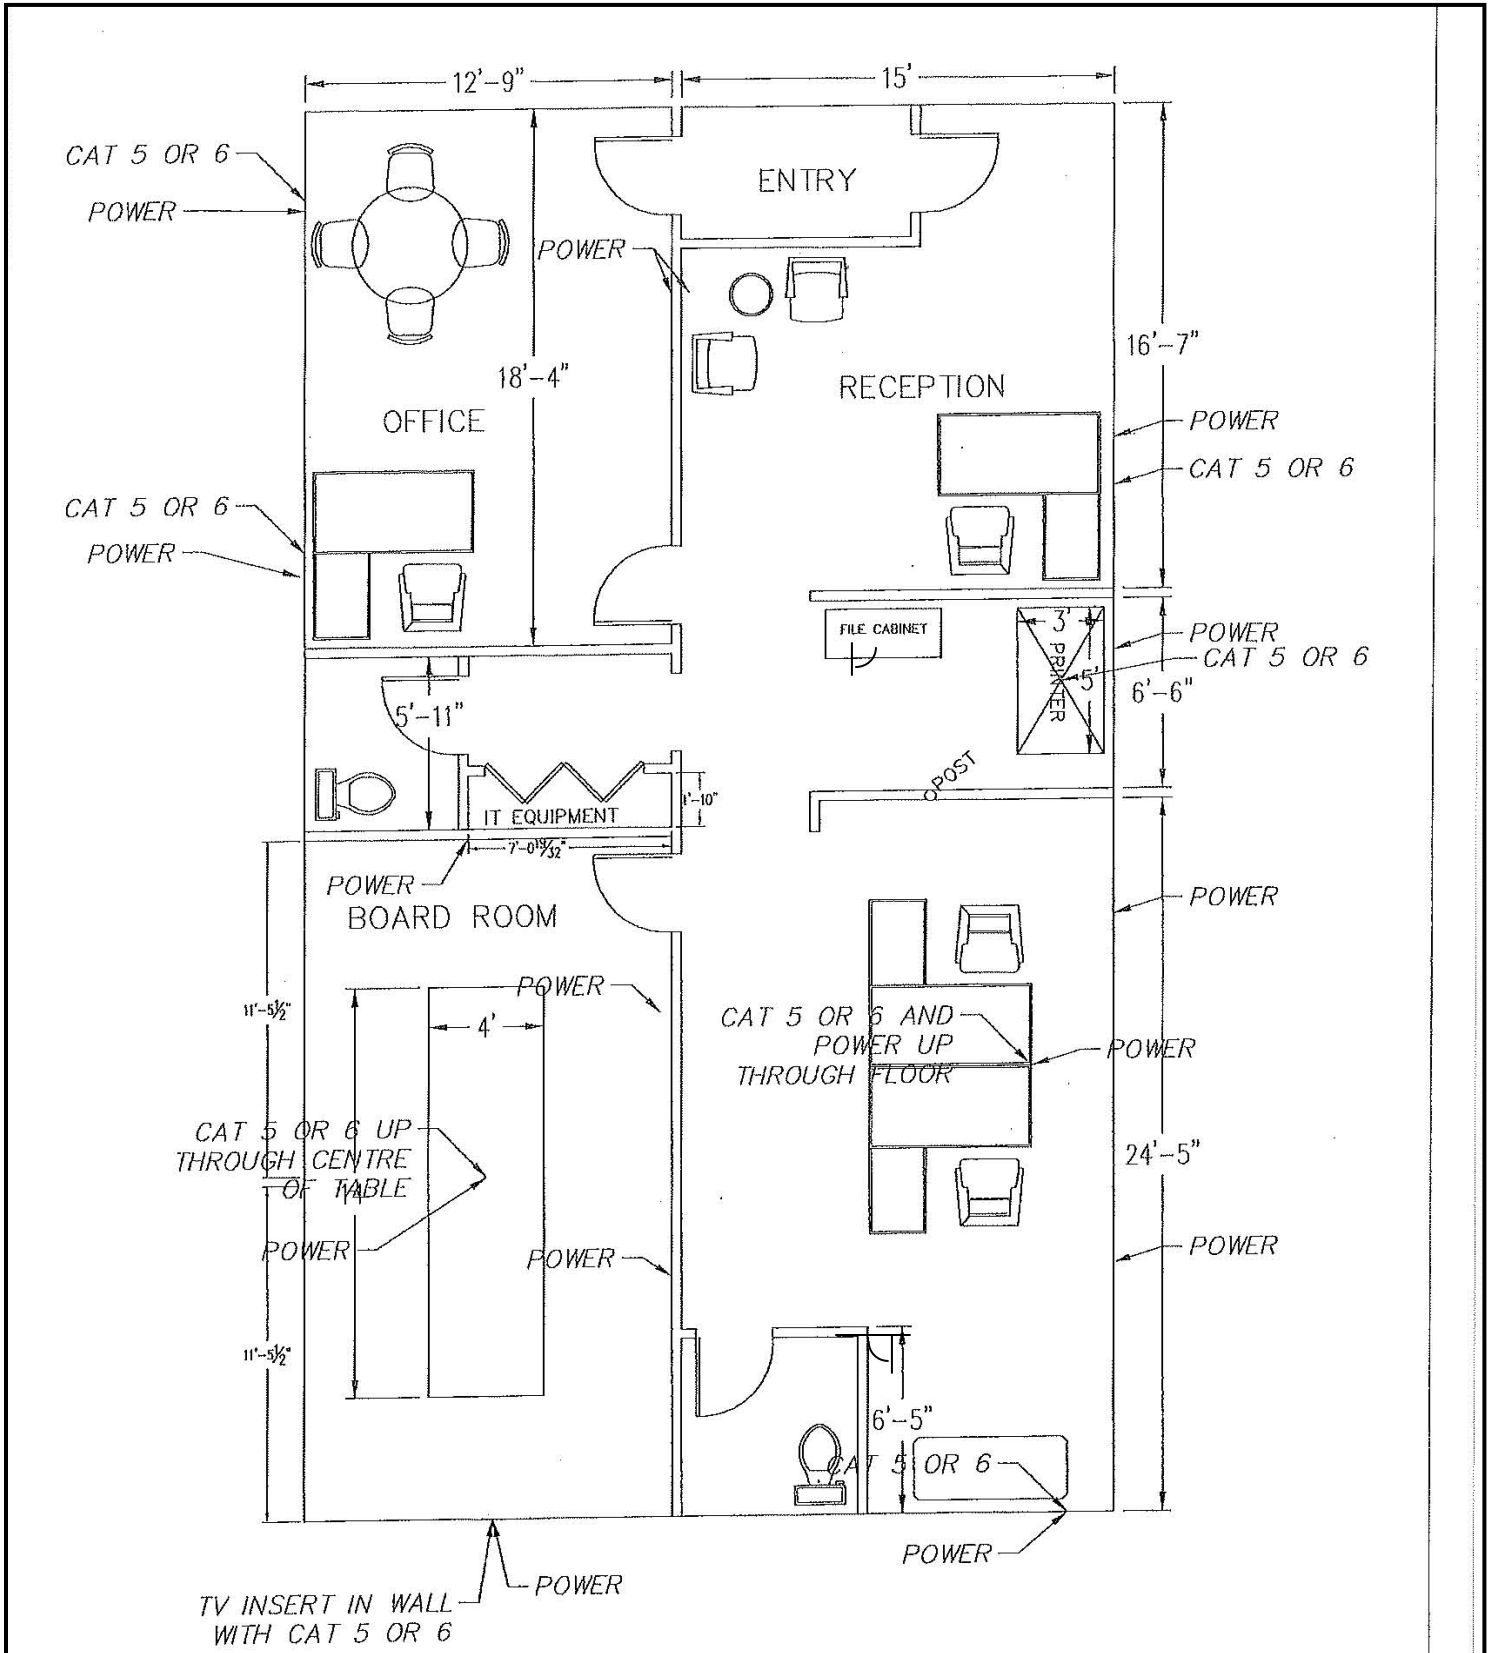 12'-9"
15'
CAT 5 OR 6
POWER
ENTRY
POWER
18'-4"
16'-7"
OFFICE
RECEPTION
POWER
CAT 5 OR 6
CAT 5 OR 6
POWER
FILE CABINET
3'
PRINTER
5'
POWER
CAT 5 OR 6
6'-6"
5'-11"
POST
IT EQUIPMENT
1'-10"
7'-0 19/32"
POWER
BOARD ROOM
POWER
11'-5½"
POWER
4'
CAT 5 OR 6 AND
POWER UP
THROUGH FLOOR
POWER
CAT 5 OR 6 UP
THROUGH CENTRE
OF TABLE
24'-5"
POWER
POWER
POWER
11'-5½"
6'-5"
CAT 5 OR 6
POWER
POWER
TV INSERT IN WALL
WITH CAT 5 OR 6